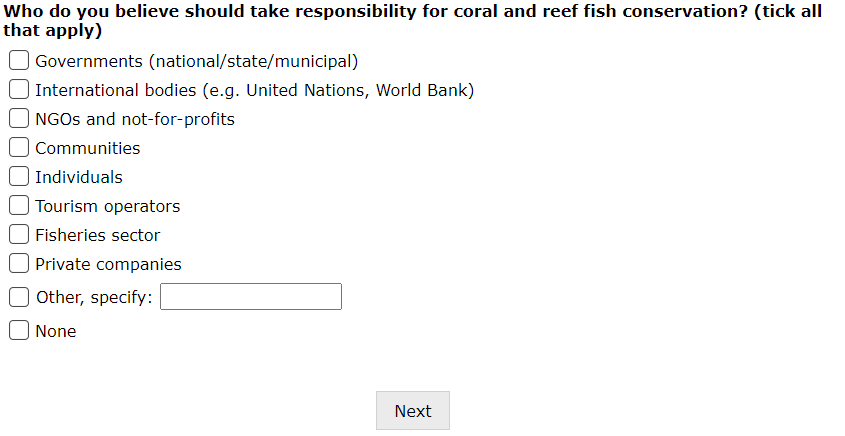 Who do you believe should take responsibility for coral and reef fish conservation? (tick all
that apply)
Governments (national/state/municipal)
International bodies (e.g. United Nations, World Bank)
NGOs and not-for-profits
Communities
Individuals
Tourism operators
Fisheries sector
Private companies
Other, specify:
None
Next